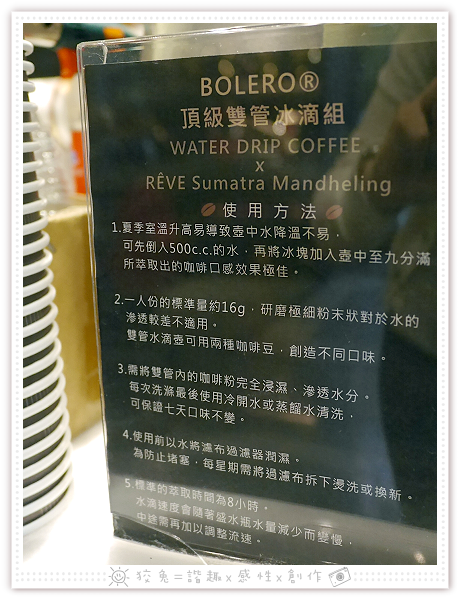 BOLERO®
頂級雙管冰滴組
WATER DRIP COFFEE
x
RÊVE Sumatra Mandheling
使用方法
1.夏季室溫升高易導致壺中水降溫不易，
可先倒入500c.c.的水，再將冰塊加入壺中至九分滿
所萃取出的咖啡口感效果極佳。
2.一人份的標準量約16g，研磨極細粉末狀對於水的
滲透較差不適用。
雙管水滴壺可用兩種咖啡豆，創造不同口味。
3.需將雙管內的咖啡粉完全浸濕、滲透水分。
每次洗滌最後使用冷開水或蒸餾水清洗，
可保證七天口味不變。
4.使用前以水將濾布過濾器潤濕。
為防止堵塞，每星期需將過濾布拆下燙洗或換新。
5.標準的萃取時間為8小時，
水滴速度會隨著盛水瓶水量減少而變慢，
中途需再加以調整流速。
狡兔=諧趣x感性x創作